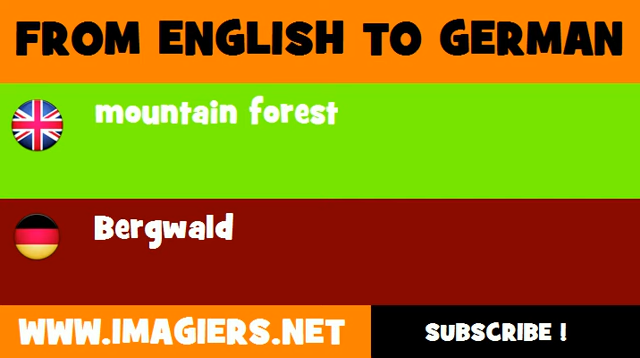 FROM ENGLISH TO GERMAN
mountain forest
Bergwald
WWW.IMAGIERS.NET
SUBSCRIBE !